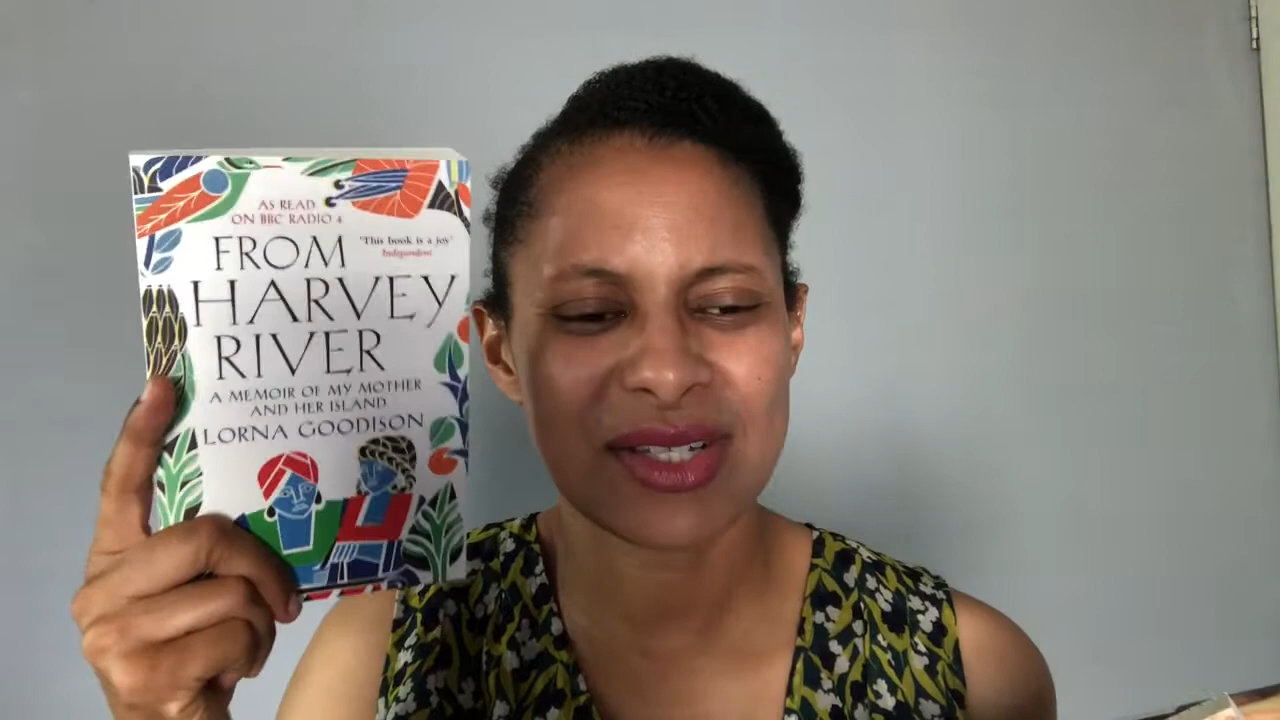 AS READ
ON BBC RADIO 4
'This book is a joy'
Independent
FROM
HARVEY
RIVER
A MEMOIR OF MY MOTHER
AND HER ISLAND
LORNA GOODISON